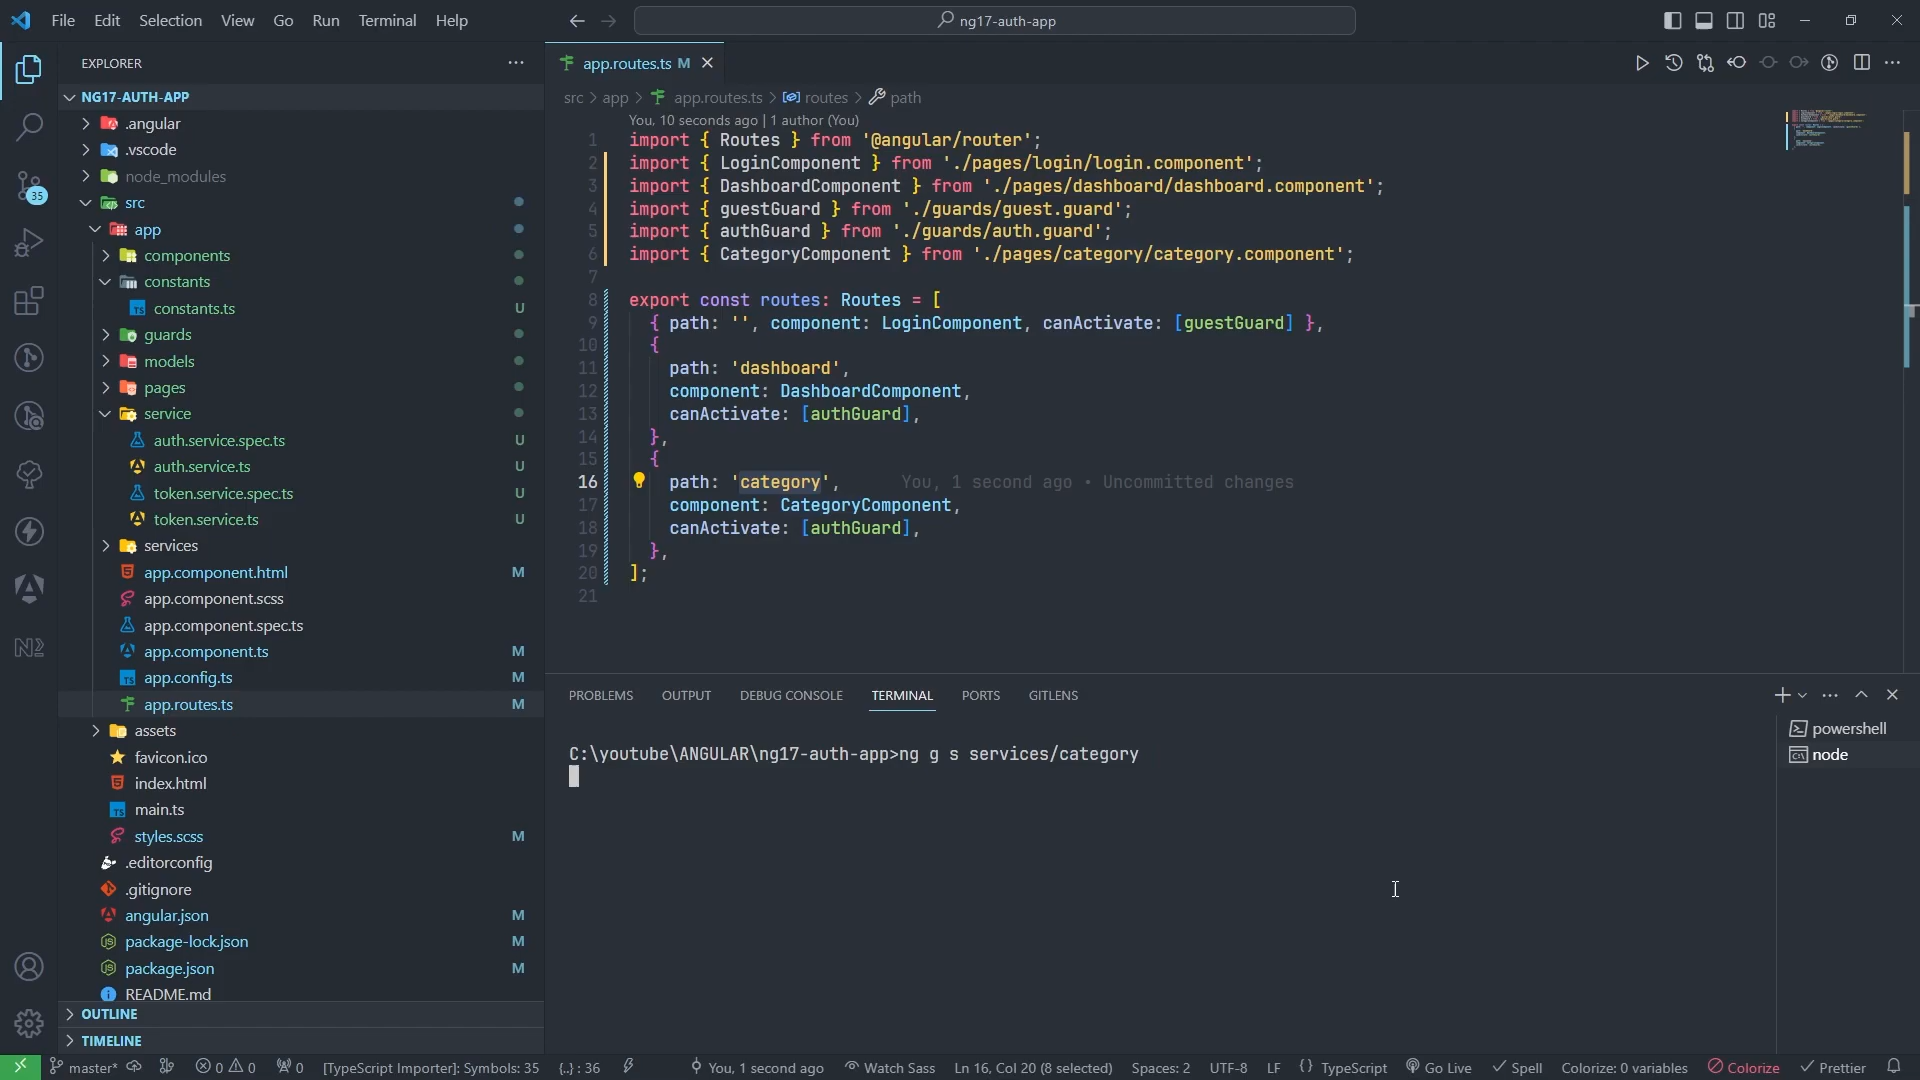 File Edit Selection View Go Run Terminal Help
ng17-auth-app
EXPLORER
NG17-AUTH-APP
.angular
.vscode
node_modules
src
app
components
constants
constants.ts U
guards
models
pages
service
auth.service.spec.ts U
auth.service.ts U
token.service.spec.ts U
token.service.ts U
services
app.component.html M
app.component.scss
app.component.spec.ts
app.component.ts M
app.config.ts M
app.routes.ts M
assets
favicon.ico
index.html
main.ts
styles.scss M
.editorconfig
.gitignore
angular.json M
package-lock.json M
package.json M
README.md
OUTLINE
TIMELINE
35
app.routes.ts M
src > app > app.routes.ts > routes > path
You, 10 seconds ago | 1 author (You)
1 import { Routes } from '@angular/router';
2 import { LoginComponent } from './pages/login/login.component';
3 import { DashboardComponent } from './pages/dashboard/dashboard.component';
4 import { guestGuard } from './guards/guest.guard';
5 import { authGuard } from './guards/auth.guard';
6 import { CategoryComponent } from './pages/category/category.component';
7
8 export const routes: Routes = [
9 { path: '', component: LoginComponent, canActivate: [guestGuard] },
10 {
11 path: 'dashboard',
12 component: DashboardComponent,
13 canActivate: [authGuard],
14 },
15 {
16 path: 'category', You, 1 second ago • Uncommitted changes
17 component: CategoryComponent,
18 canActivate: [authGuard],
19 },
20 ];
21
PROBLEMS OUTPUT DEBUG CONSOLE TERMINAL PORTS GITLENS
C:\youtube\ANGULAR\ng17-auth-app>ng g s services/category
powershell
node
master* 0 0 0 [TypeScript Importer]: Symbols: 35 {..} : 36 You, 1 second ago Watch Sass Ln 16, Col 20 (8 selected) Spaces: 2 UTF-8 LF { } TypeScript Go Live Spell Colorize: 0 variables Colorize Prettier